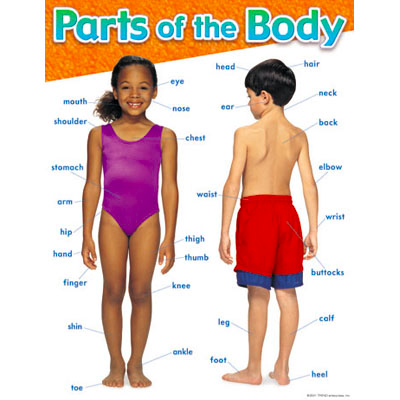 Parts of the Body
eye
mouth
nose
shoulder
chest
stomach
arm
hip
hand
thigh
thumb
finger
knee
shin
ankle
toe
head
hair
ear
neck
back
elbow
waist
wrist
buttocks
leg
calf
foot
heel